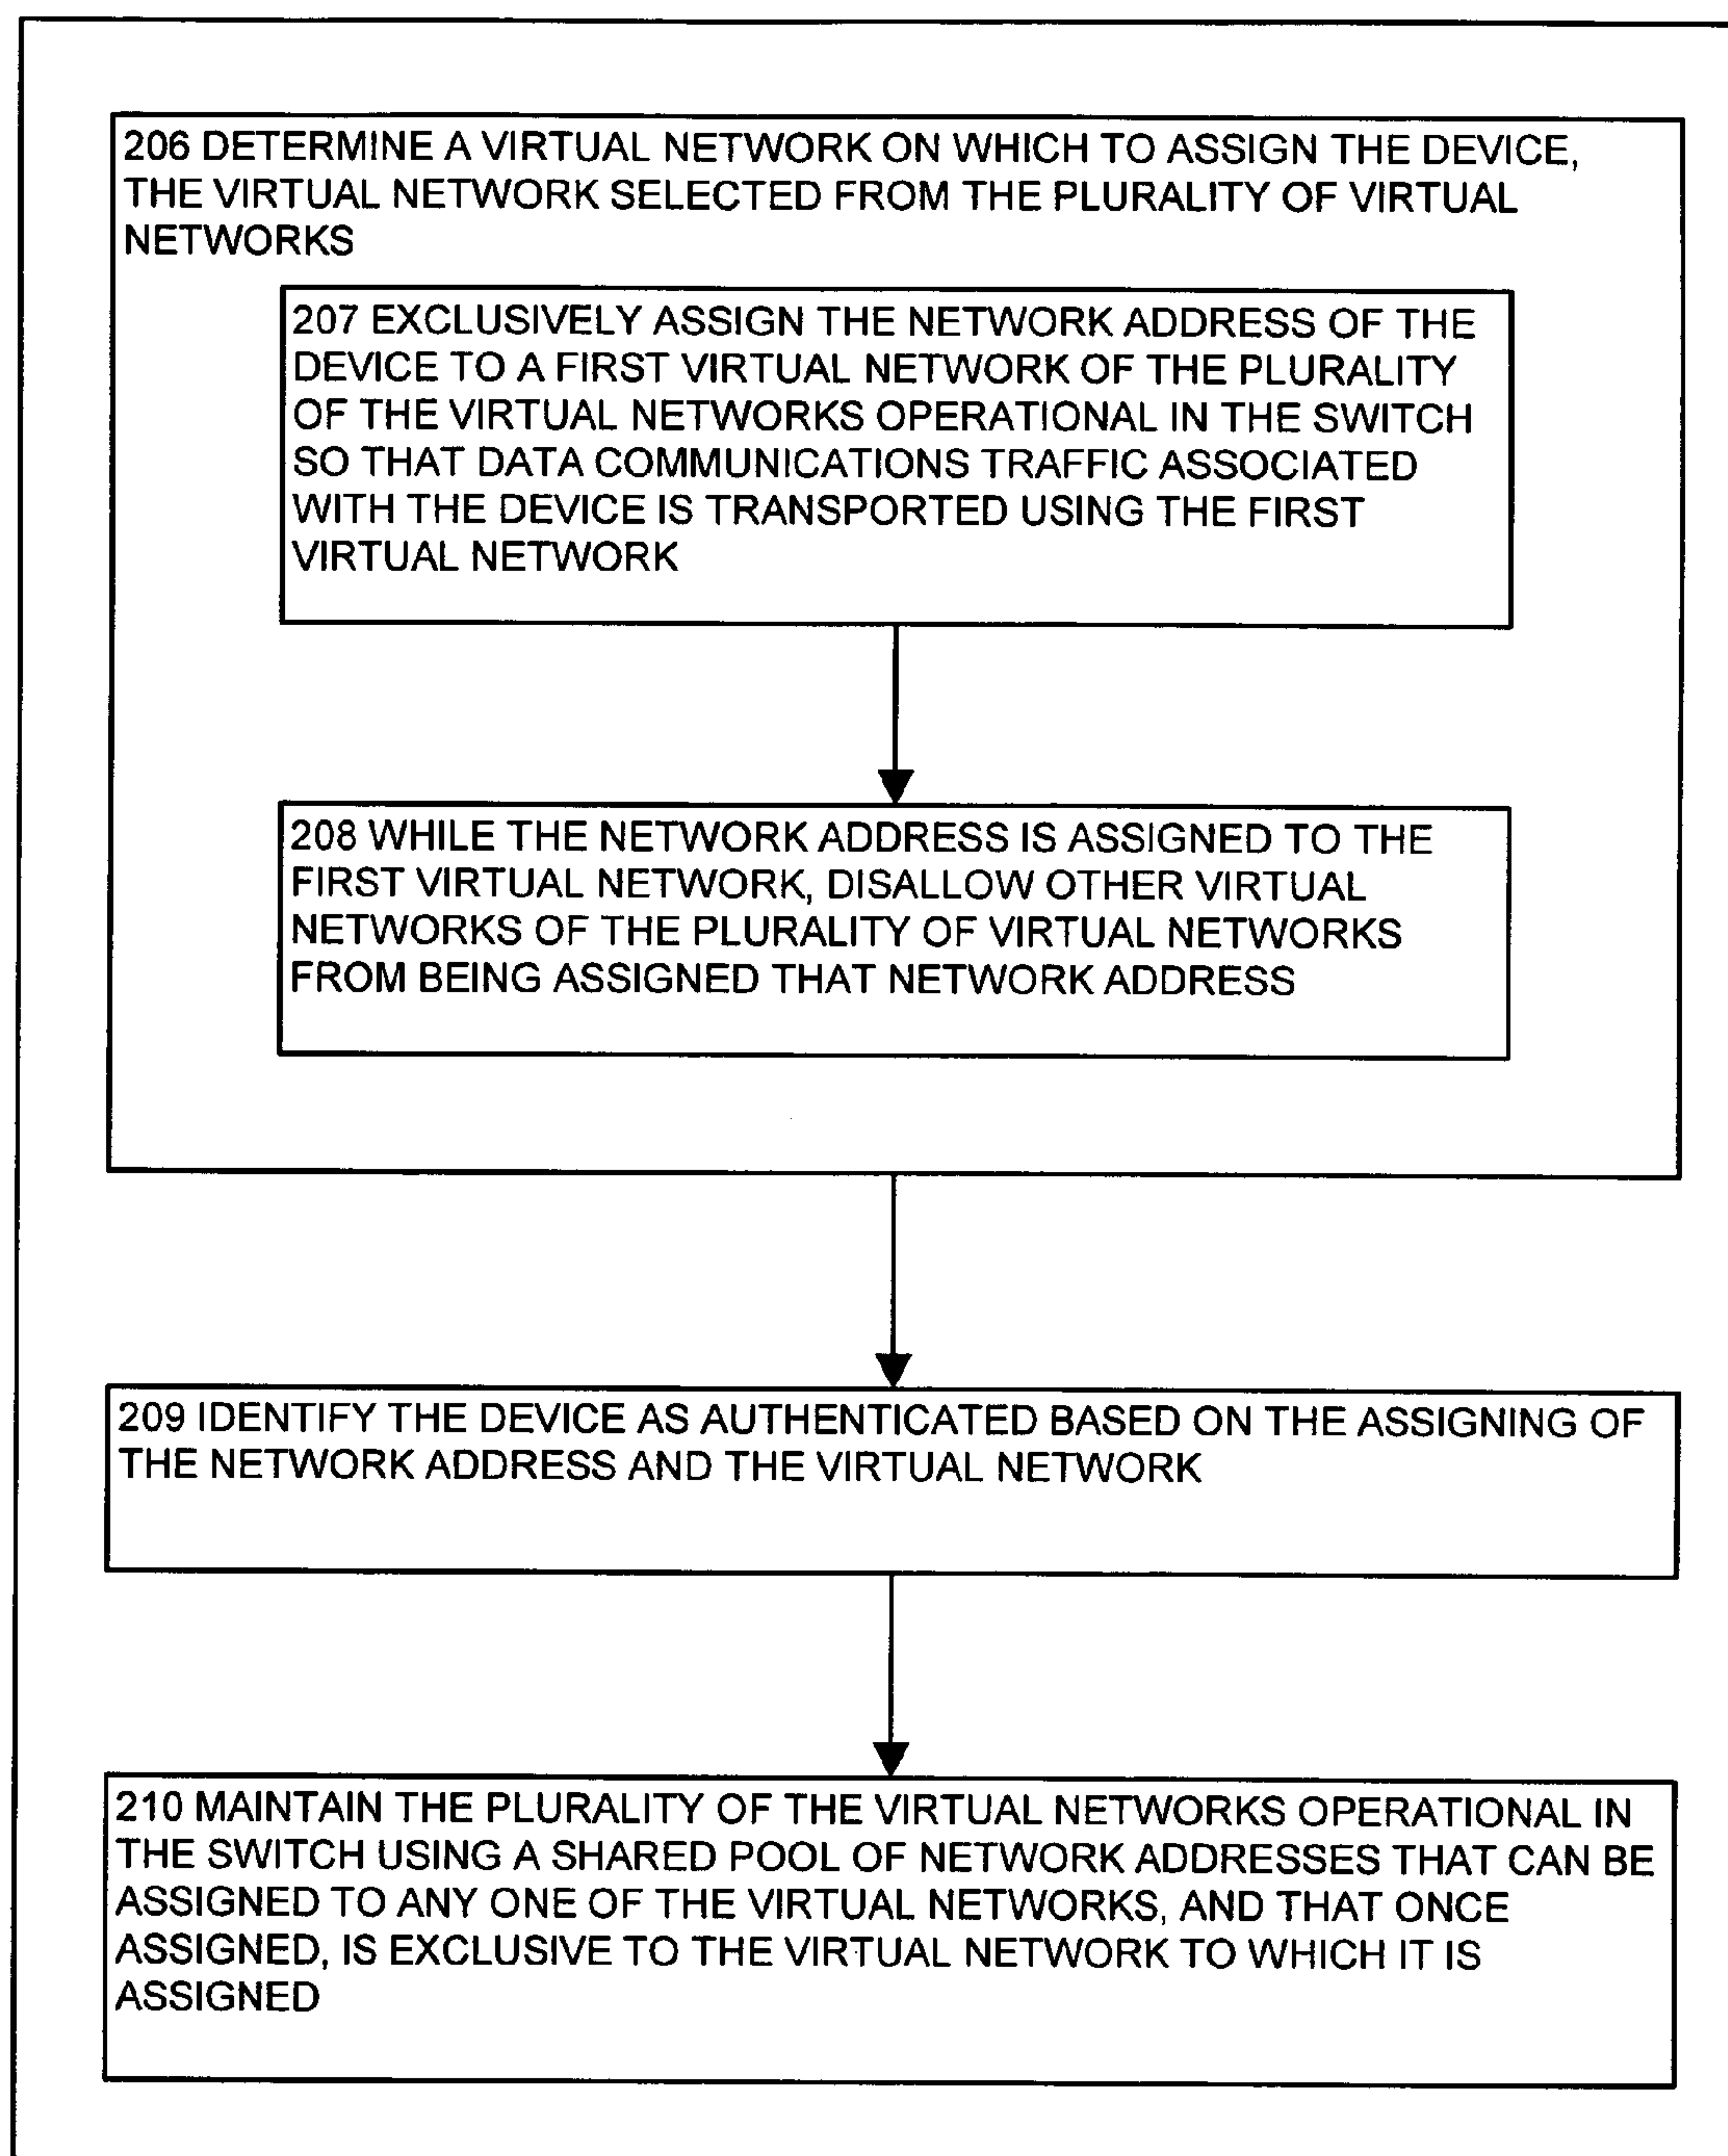 206 DETERMINE A VIRTUAL NETWORK ON WHICH TO ASSIGN THE DEVICE,
THE VIRTUAL NETWORK SELECTED FROM THE PLURALITY OF VIRTUAL
NETWORKS
207 EXCLUSIVELY ASSIGN THE NETWORK ADDRESS OF THE
DEVICE TO A FIRST VIRTUAL NETWORK OF THE PLURALITY
OF THE VIRTUAL NETWORKS OPERATIONAL IN THE SWITCH
SO THAT DATA COMMUNICATIONS TRAFFIC ASSOCIATED
WITH THE DEVICE IS TRANSPORTED USING THE FIRST
VIRTUAL NETWORK
208 WHILE THE NETWORK ADDRESS IS ASSIGNED TO THE
FIRST VIRTUAL NETWORK, DISALLOW OTHER VIRTUAL
NETWORKS OF THE PLURALITY OF VIRTUAL NETWORKS
FROM BEING ASSIGNED THAT NETWORK ADDRESS
209 IDENTIFY THE DEVICE AS AUTHENTICATED BASED ON THE ASSIGNING OF
THE NETWORK ADDRESS AND THE VIRTUAL NETWORK
210 MAINTAIN THE PLURALITY OF THE VIRTUAL NETWORKS OPERATIONAL IN
THE SWITCH USING A SHARED POOL OF NETWORK ADDRESSES THAT CAN BE
ASSIGNED TO ANY ONE OF THE VIRTUAL NETWORKS, AND THAT ONCE
ASSIGNED, IS EXCLUSIVE TO THE VIRTUAL NETWORK TO WHICH IT IS
ASSIGNED